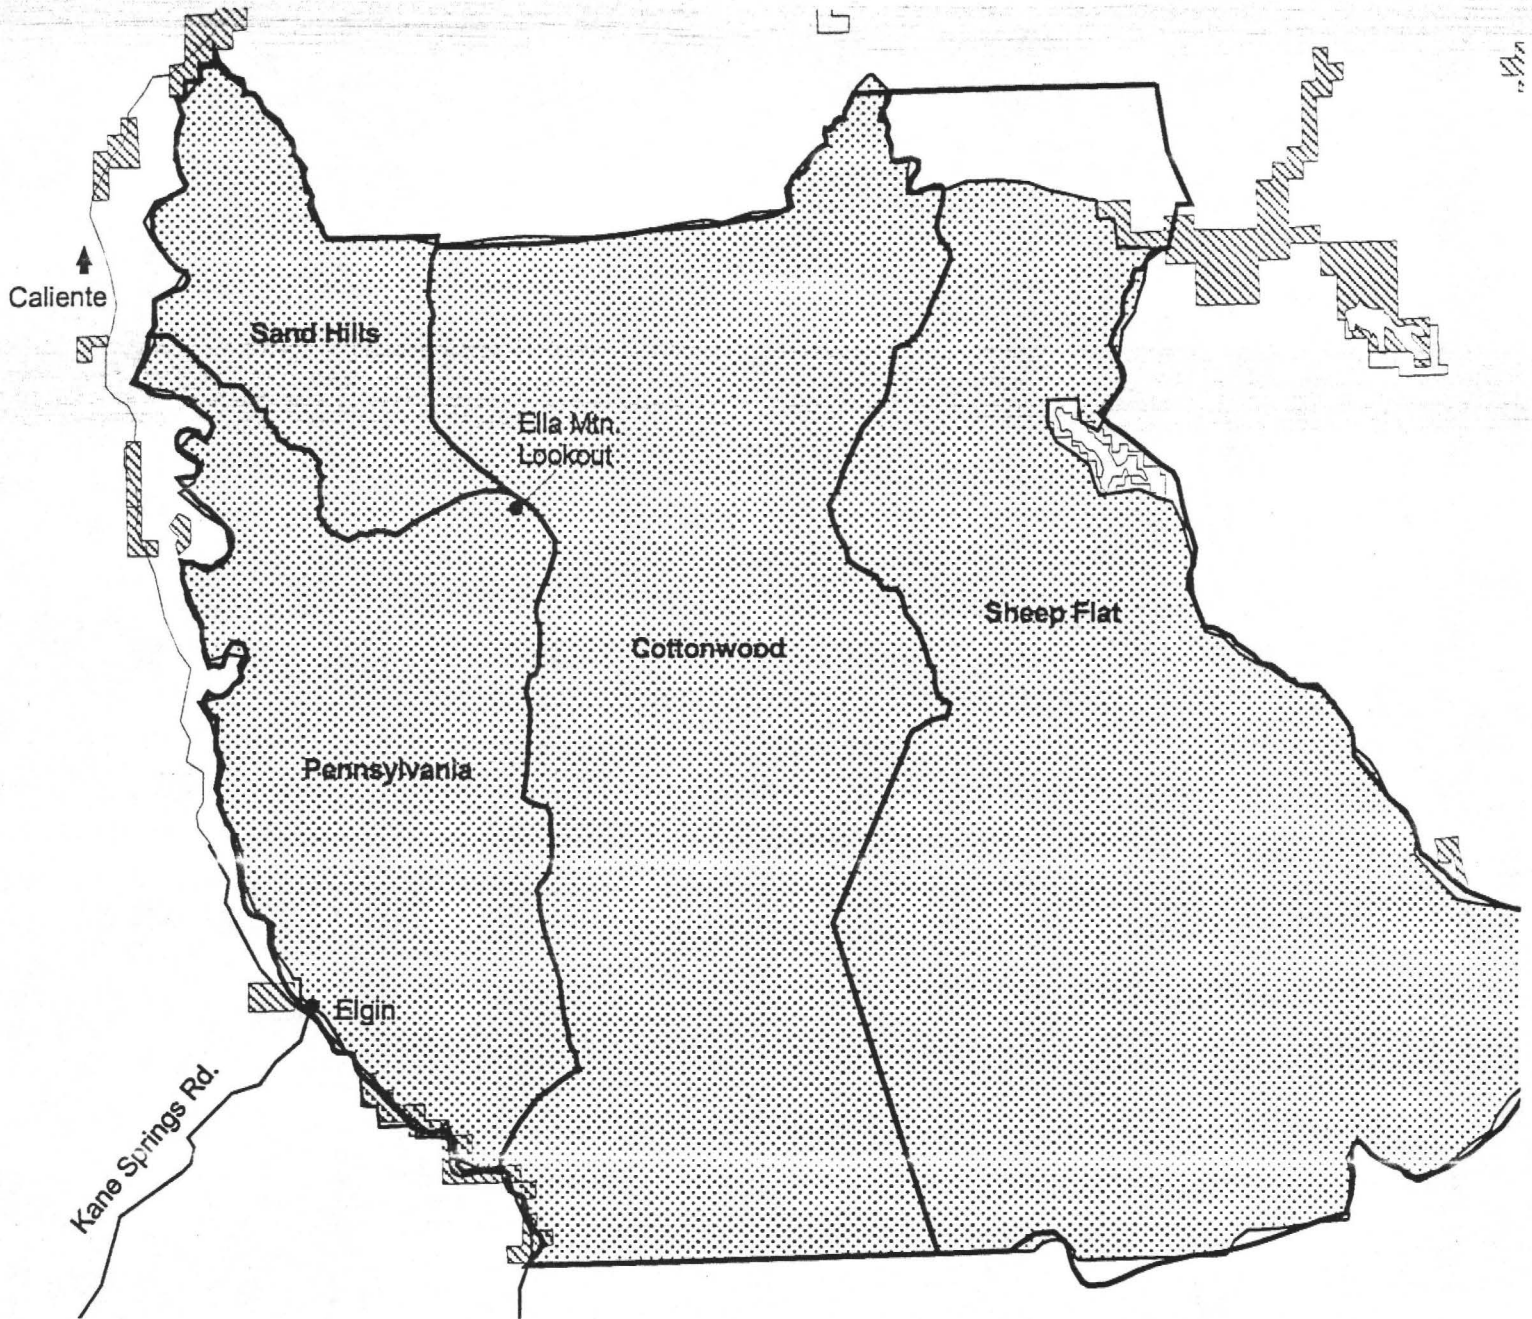 Caliente
Sand Hills
Ella Mtn.
Lookout
Sheep Flat
Cottonwood
Pennsylvania
Elgin
Kane Springs Rd.